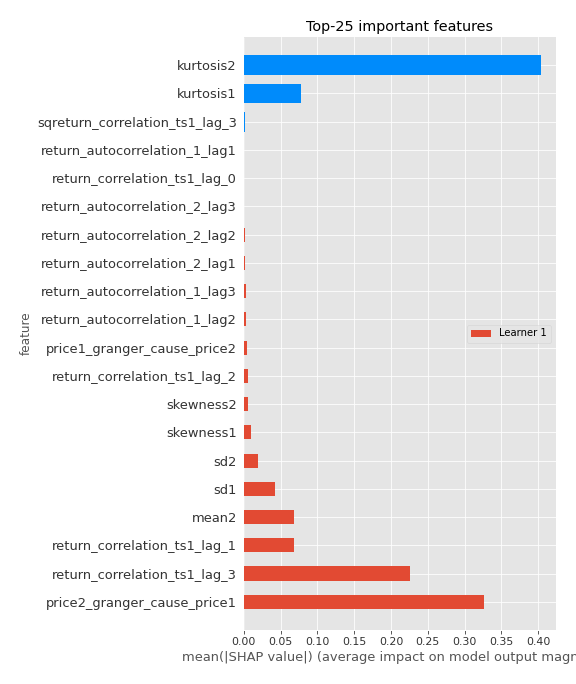 Top-25 important features
kurtosis2
kurtosis1
sqreturn_correlation_ts1_lag_3
return_autocorrelation_1_lag1
return_correlation_ts1_lag_0
return_autocorrelation_2_lag3
return_autocorrelation_2_lag2
return_autocorrelation_2_lag1
return_autocorrelation_1_lag3
return_autocorrelation_1_lag2
price1_granger_cause_price2
return_correlation_ts1_lag_2
skewness2
skewness1
sd2
sd1
mean2
return_correlation_ts1_lag_1
return_correlation_ts1_lag_3
price2_granger_cause_price1
feature
Learner 1
0.00 0.05 0.10 0.15 0.20 0.25 0.30 0.35 0.40
mean(|SHAP value|) (average impact on model output magn